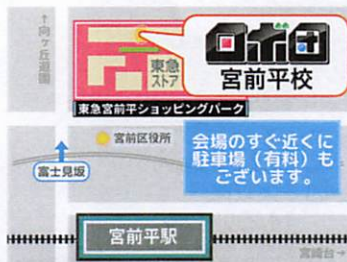 ↑向ヶ丘遊園
ロボ団
宮前平校
東急
ストア
東急宮前平ショッピングパーク
宮前区役所
会場のすぐ近くに
駐車場（有料）も
ございます。
富士見坂
宮前平駅
宮崎台→